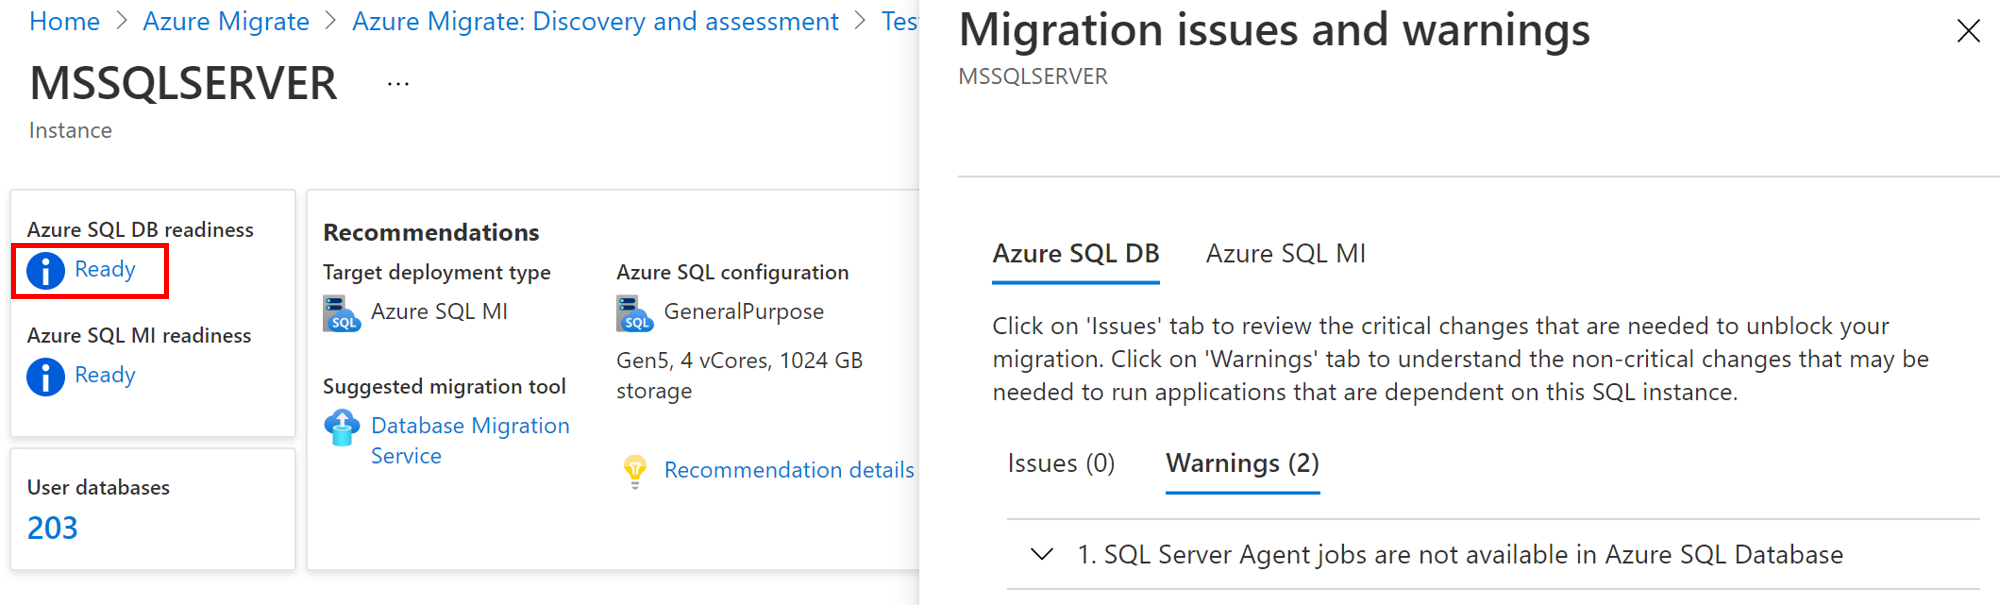 Home > Azure Migrate > Azure Migrate: Discovery and assessment > Tes
MSSQLSERVER ...
Instance
Azure SQL DB readiness
Ready
Azure SQL MI readiness
Ready
User databases
203
Recommendations
Target deployment type
Azure SQL MI
Suggested migration tool
Database Migration
Service
Azure SQL configuration
GeneralPurpose
Gen5, 4 vCores, 1024 GB
storage
Recommendation details
Migration issues and warnings
MSSQLSERVER
Azure SQL DB Azure SQL MI
Click on 'Issues' tab to review the critical changes that are needed to unblock your
migration. Click on 'Warnings' tab to understand the non-critical changes that may be
needed to run applications that are dependent on this SQL instance.
Issues (0) Warnings (2)
1. SQL Server Agent jobs are not available in Azure SQL Database